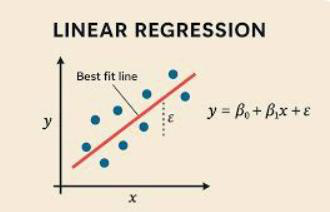 LINEAR REGRESSION
Best fit line
y
ε
y = β₀ + β₁x + ε
x